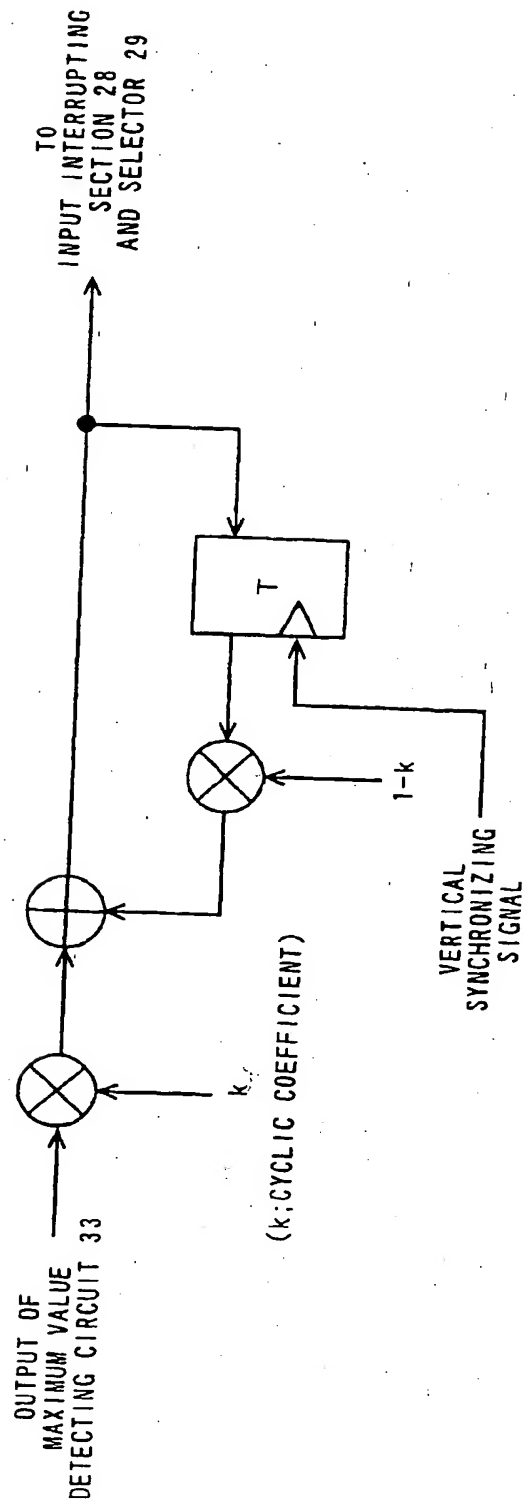 OUTPUT OF
MAXIMUM VALUE
DETECTING CIRCUIT 33
k
(k;CYCLIC COEFFICIENT)
1-k
T
VERTICAL
SYNCHRONIZING
SIGNAL
TO
INPUT INTERRUPTING
SECTION 28
AND SELECTOR 29